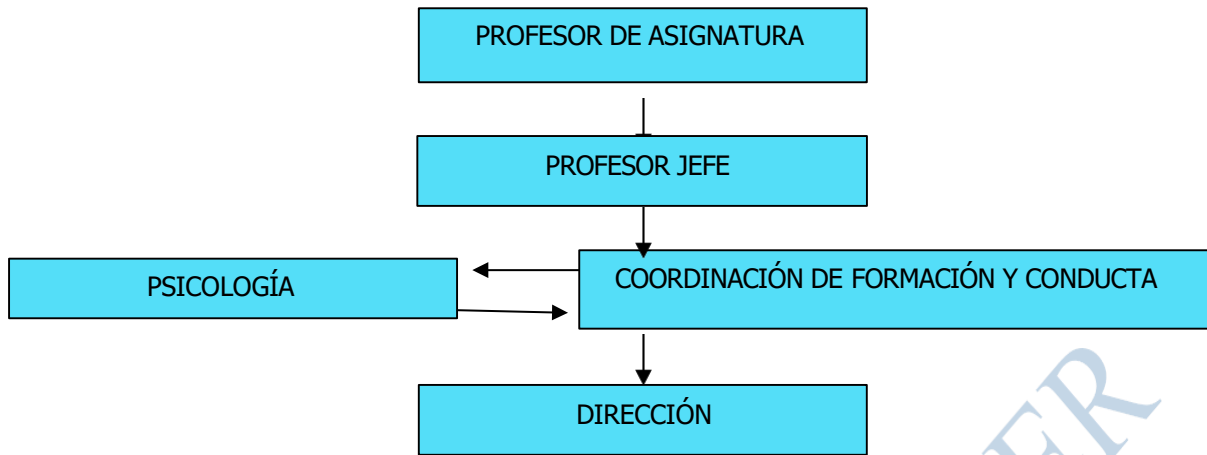 PROFESOR DE ASIGNATURA
PROFESOR JEFE
PSICOLOGÍA
COORDINACIÓN DE FORMACIÓN Y CONDUCTA
DIRECCIÓN